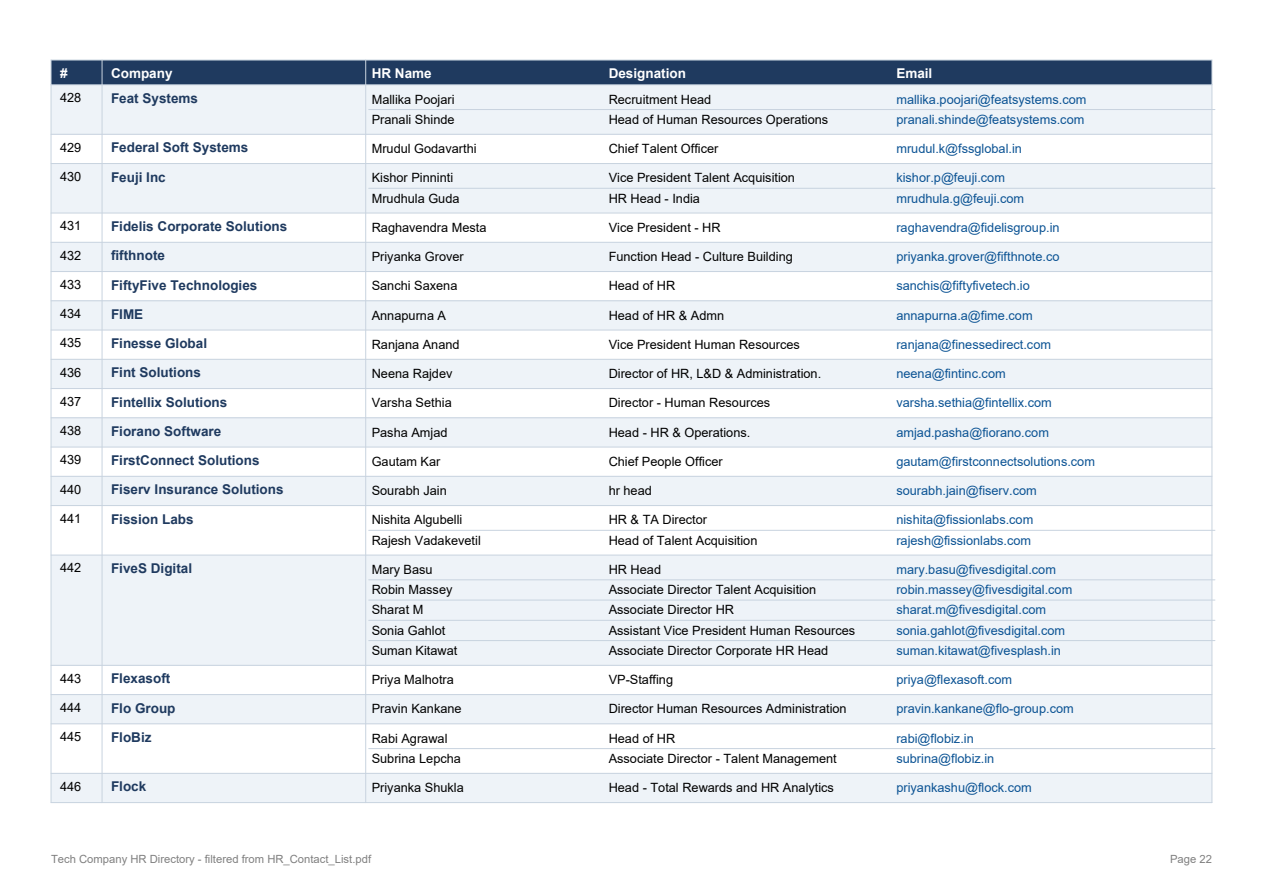 # Company HR Name Designation Email
428 Feat Systems Mallika Poojari Recruitment Head mallika.poojari@featsystems.com
Pranali Shinde Head of Human Resources Operations pranali.shinde@featsystems.com
429 Federal Soft Systems Mrudul Godavarthi Chief Talent Officer mrudul.k@fssglobal.in
430 Feuji Inc Kishor Pinninti Vice President Talent Acquisition kishor.p@feuji.com
Mrudhula Guda HR Head - India mrudhula.g@feuji.com
431 Fidelis Corporate Solutions Raghavendra Mesta Vice President - HR raghavendra@fidelisgroup.in
432 fifthnote Priyanka Grover Function Head - Culture Building priyanka.grover@fifthnote.co
433 FiftyFive Technologies Sanchi Saxena Head of HR sanchis@fiftyfivetech.io
434 FIME Annapurna A Head of HR & Admn annapurna.a@fime.com
435 Finesse Global Ranjana Anand Vice President Human Resources ranjana@finessedirect.com
436 Fint Solutions Neena Rajdev Director of HR, L&D & Administration. neena@fintinc.com
437 Fintellix Solutions Varsha Sethia Director - Human Resources varsha.sethia@fintellix.com
438 Fiorano Software Pasha Amjad Head - HR & Operations. amjad.pasha@fiorano.com
439 FirstConnect Solutions Gautam Kar Chief People Officer gautam@firstconnectsolutions.com
440 Fiserv Insurance Solutions Sourabh Jain hr head sourabh.jain@fiserv.com
441 Fission Labs Nishita Algubelli HR & TA Director nishita@fissionlabs.com
Rajesh Vadakevetil Head of Talent Acquisition rajesh@fissionlabs.com
442 FiveS Digital Mary Basu HR Head mary.basu@fivesdigital.com
Robin Massey Associate Director Talent Acquisition robin.massey@fivesdigital.com
Sharat M Associate Director HR sharat.m@fivesdigital.com
Sonia Gahlot Assistant Vice President Human Resources sonia.gahlot@fivesdigital.com
Suman Kitawat Associate Director Corporate HR Head suman.kitawat@fivesplash.in
443 Flexasoft Priya Malhotra VP-Staffing priya@flexasoft.com
444 Flo Group Pravin Kankane Director Human Resources Administration pravin.kankane@flo-group.com
445 FloBiz Rabi Agrawal Head of HR rabi@flobiz.in
Subrina Lepcha Associate Director - Talent Management subrina@flobiz.in
446 Flock Priyanka Shukla Head - Total Rewards and HR Analytics priyankashu@flock.com
Tech Company HR Directory - filtered from HR_Contact_List.pdf Page 22